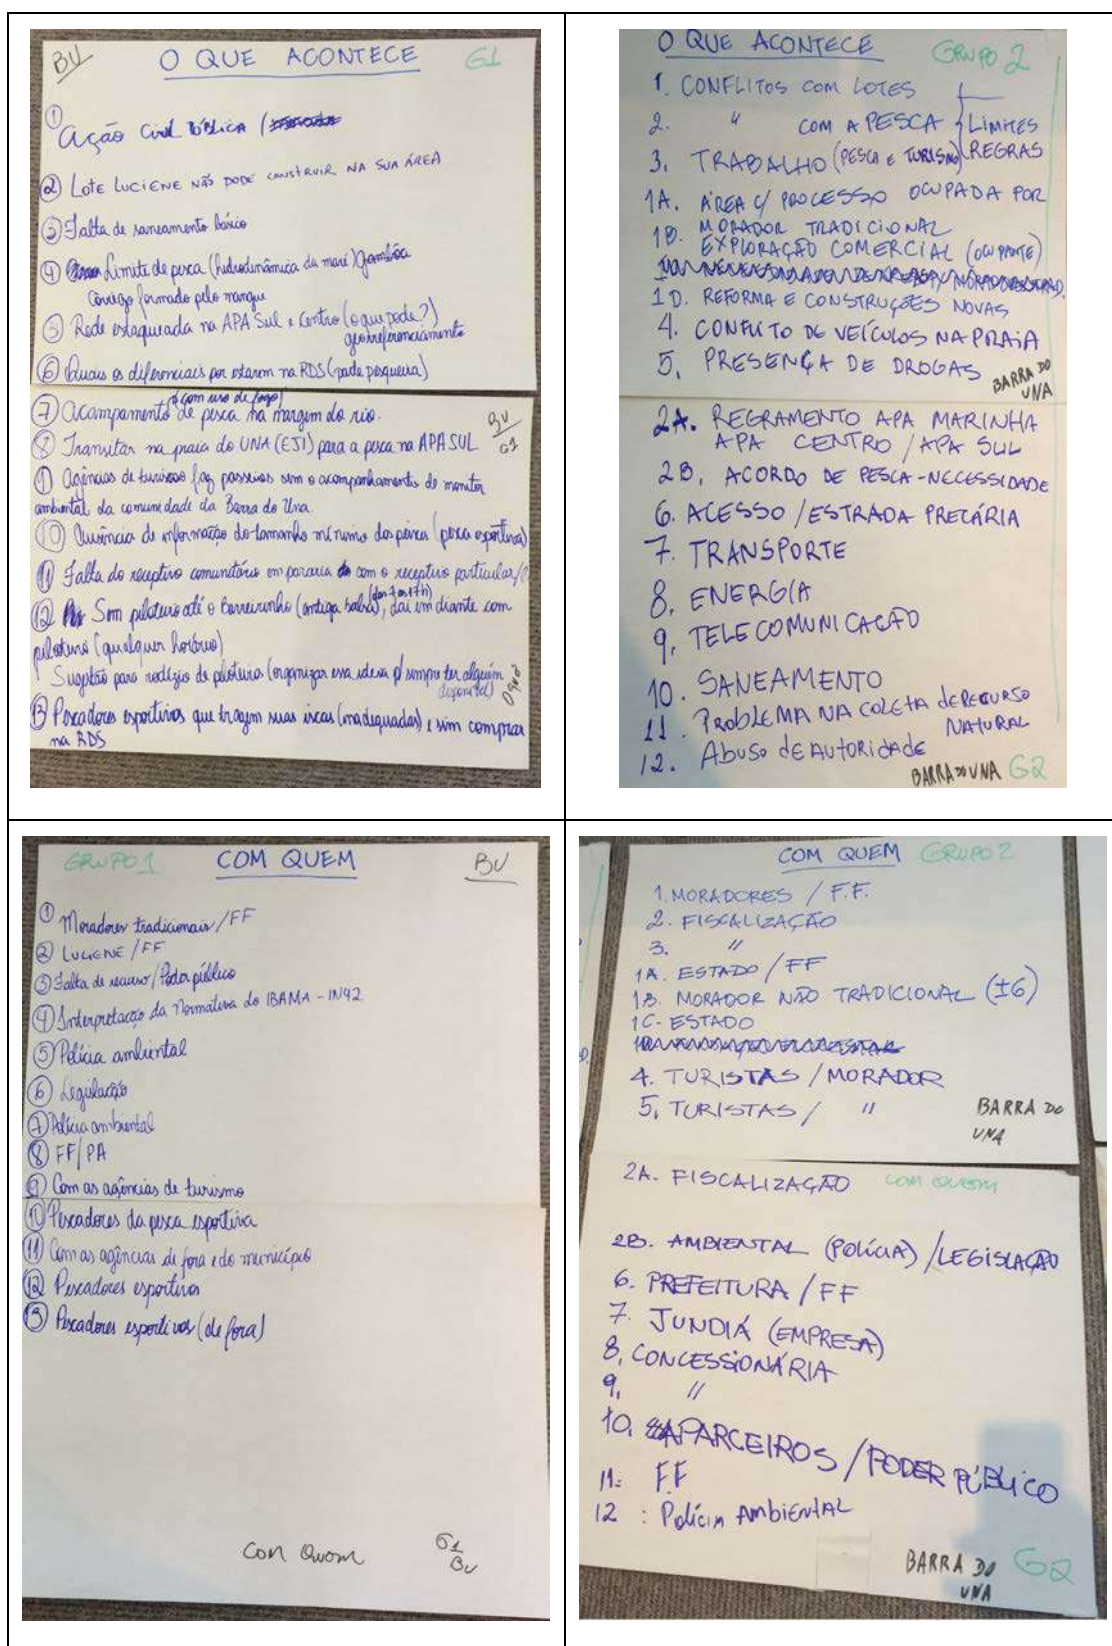 BU O QUE ACONTECE G1
① Ação Civil Pública /
② LOTE LUCIENE NÃO PODE CONSTRUIR NA SUA ÁREA
③ Falta de saneamento básico
④ Limite de pesca (hidrodinâmica da maré) gambôa
Córrego formado pelo mangue
⑤ Rede estaqueada na APA Sul e Centro (o que pode?)
georreferenciamento
⑥ Quais os diferenciais por estarem na RDS (parte pesqueira)
(com uso de fogo)
⑦ Acampamento de pesca na margem do rio.
⑧ Transitar na praia do UNA (EJI) para a pesca na APA SUL
BU
G1
⑨ Agências de turismo faz passeios sem o acompanhamento do monitor
ambiental da comunidade da Barra do Una.
⑩ Ausência de informação do tamanho mínimo dos peixes (pesca esportiva)
⑪ Falta do receptivo comunitário em parceria com o receptivo particular/
⑫ Sem piloteiro até o Barreirinho (antiga balsa) (das 7 as 17h), daí em diante com
piloteiro (qualquer horário)
Sugestão para rodízio de piloteiro (organizar essa ideia p/ sempre ter alguém
disponível)
⑬ Pescadores esportivos que tragem suas iscas (inadequadas) e sim comprar
na RDS
O QUE ACONTECE GRUPO 2
1. CONFLITOS COM LOTES
2. " COM A PESCA LIMITES
3. TRABALHO (PESCA E TURISMO) REGRAS
1A. ÁREA C/ PROCESSO OCUPADA POR
MORADOR TRADICIONAL
1B. EXPLORAÇÃO COMERCIAL (OCUPANTE)
1D. REFORMA E CONSTRUÇÕES NOVAS
4. CONFLITO DE VEÍCULOS NA PRAIA
5. PRESENÇA DE DROGAS
BARRA DO
UNA
2A. REGRAMENTO APA MARINHA
APA CENTRO / APA SUL
2B. ACORDO DE PESCA - NECESSIDADE
6. ACESSO / ESTRADA PRECÁRIA
7. TRANSPORTE
8. ENERGIA
9. TELECOMUNICAÇÃO
10. SANEAMENTO
11. PROBLEMA NA COLETA de RECURSO
NATURAL
12. Abuso de AUTORIDADE
BARRA DO UNA G2
GRUPO 1 COM QUEM BU
① Moradores tradicionais / FF
② LUCIENE / FF
③ Falta de recurso / Poder público
④ Interpretação da Normativa do IBAMA - IN42
⑤ Polícia ambiental
⑥ Legislação
⑦ Polícia ambiental
⑧ FF/PA
⑨ Com as agências de turismo
⑩ Pescadores da pesca esportiva
⑪ Com as agências de fora e do município
⑫ Pescadores esportivos
⑬ Pescadores esportivos (de fora)
Com Quem G1
BU
COM QUEM GRUPO 2
1. MORADORES / F.F.
2. FISCALIZAÇÃO
3. "
1A. ESTADO / FF
1B. MORADOR NÃO TRADICIONAL (±6)
1C- ESTADO
4. TURISTAS / MORADOR
5. TURISTAS / "
BARRA DO
UNA
2A. FISCALIZAÇÃO COM QUEM
2B. AMBIENTAL (POLÍCIA) / LEGISLAÇÃO
6. PREFEITURA / FF
7. JUNDIÁ (EMPRESA)
8. CONCESSIONÁRIA
9. "
10. PARCEIROS / PODER PÚBLICO
11. F.F
12 : Polícia Ambiental
BARRA DO
UNA G2